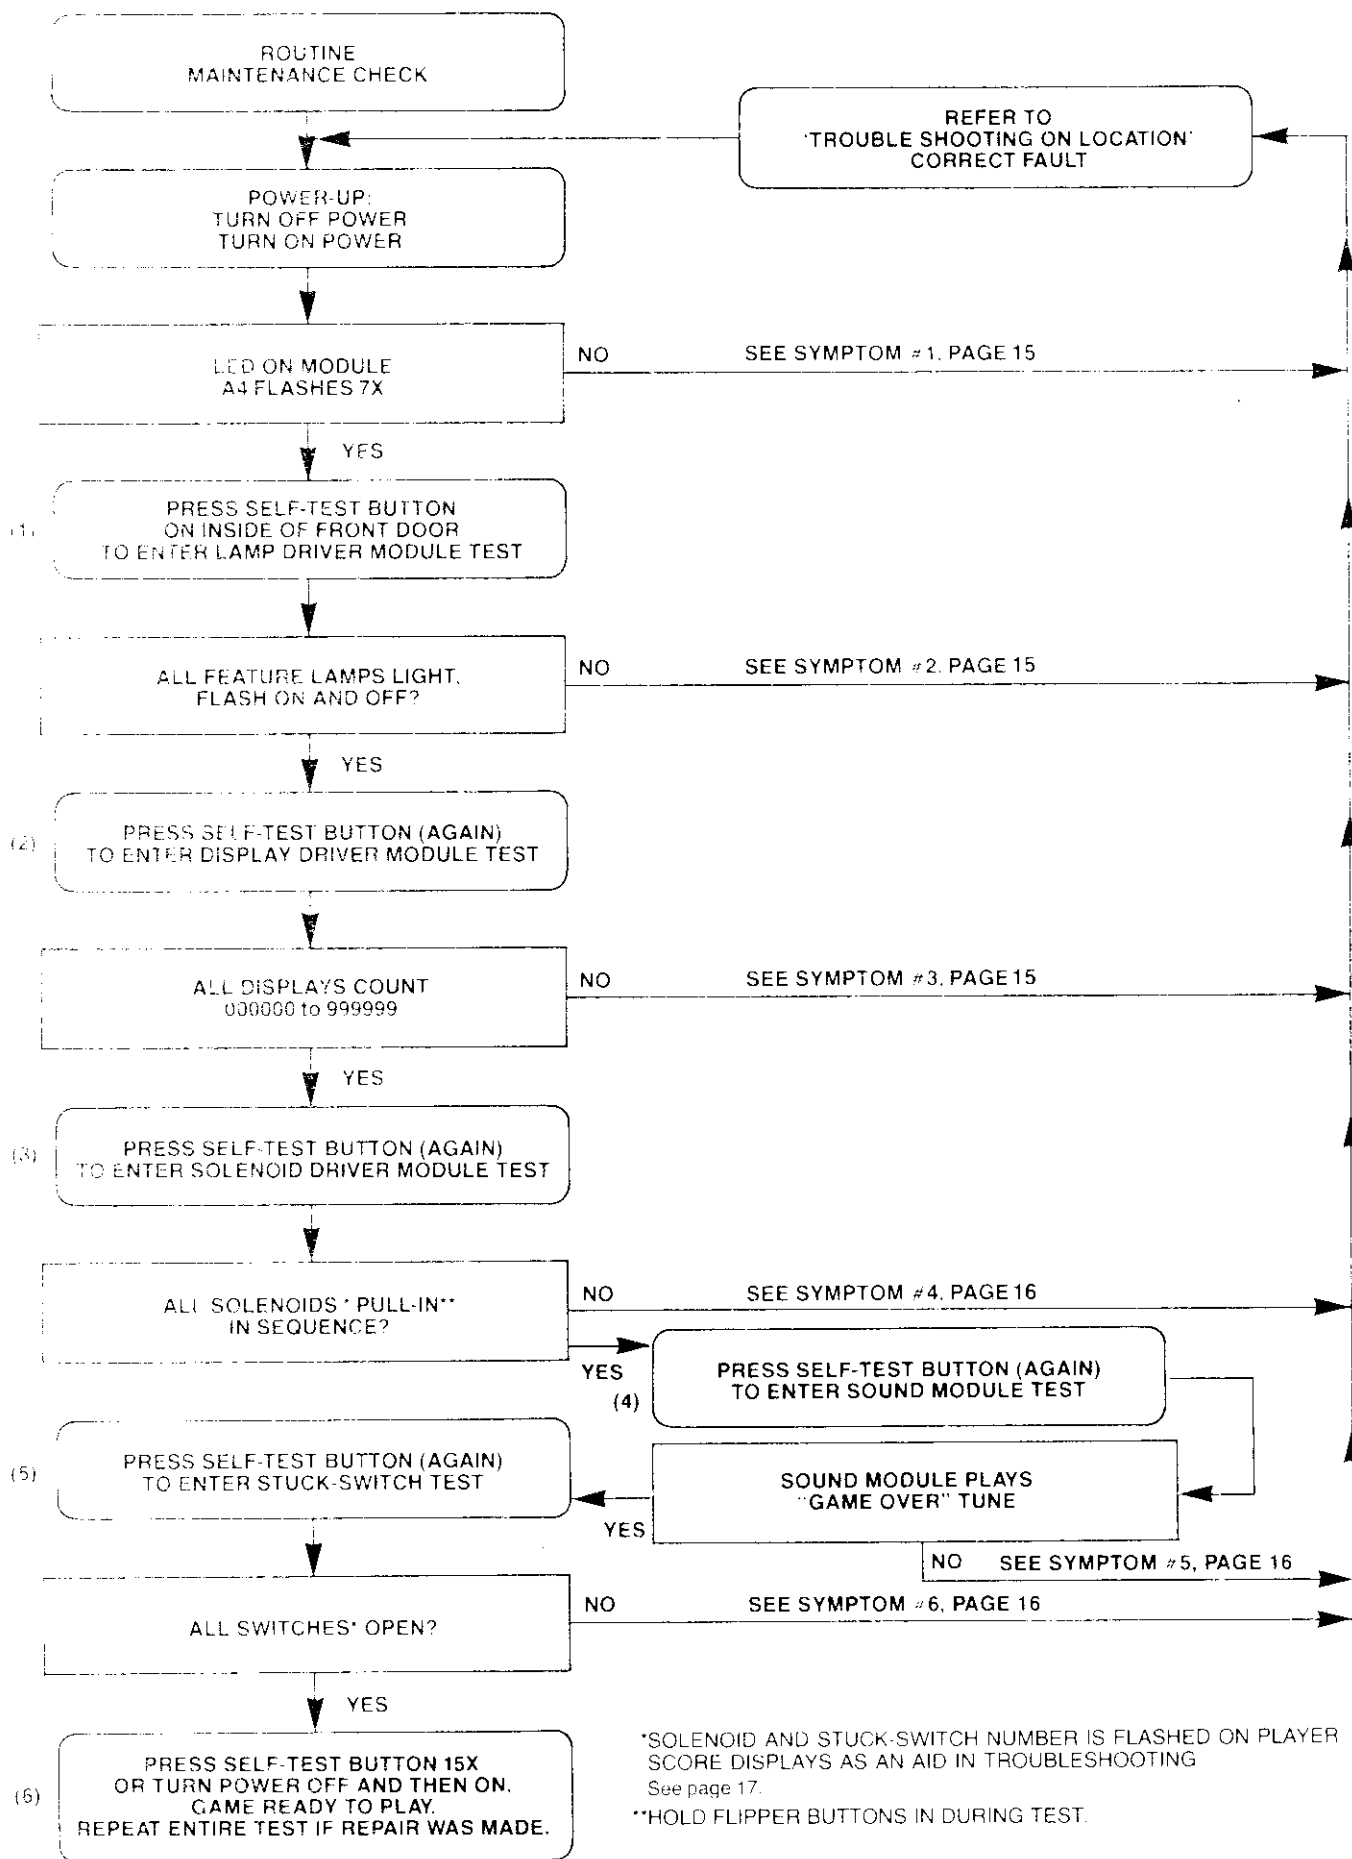 ROUTINE
MAINTENANCE CHECK
REFER TO
'TROUBLE SHOOTING ON LOCATION'
CORRECT FAULT
POWER-UP:
TURN OFF POWER
TURN ON POWER
LED ON MODULE
A4 FLASHES 7X
NO
SEE SYMPTOM #1, PAGE 15
YES
(1)
PRESS SELF-TEST BUTTON
ON INSIDE OF FRONT DOOR
TO ENTER LAMP DRIVER MODULE TEST
ALL FEATURE LAMPS LIGHT,
FLASH ON AND OFF?
NO
SEE SYMPTOM #2, PAGE 15
YES
(2)
PRESS SELF-TEST BUTTON (AGAIN)
TO ENTER DISPLAY DRIVER MODULE TEST
ALL DISPLAYS COUNT
000000 to 999999
NO
SEE SYMPTOM #3, PAGE 15
YES
(3)
PRESS SELF-TEST BUTTON (AGAIN)
TO ENTER SOLENOID DRIVER MODULE TEST
ALL SOLENOIDS* PULL-IN**
IN SEQUENCE?
NO
SEE SYMPTOM #4, PAGE 16
YES
(4)
PRESS SELF-TEST BUTTON (AGAIN)
TO ENTER SOUND MODULE TEST
SOUND MODULE PLAYS
"GAME OVER" TUNE
YES
NO
SEE SYMPTOM #5, PAGE 16
(5)
PRESS SELF-TEST BUTTON (AGAIN)
TO ENTER STUCK-SWITCH TEST
ALL SWITCHES* OPEN?
NO
SEE SYMPTOM #6, PAGE 16
YES
(6)
PRESS SELF-TEST BUTTON 15X
OR TURN POWER OFF AND THEN ON.
GAME READY TO PLAY.
REPEAT ENTIRE TEST IF REPAIR WAS MADE.
*SOLENOID AND STUCK-SWITCH NUMBER IS FLASHED ON PLAYER
SCORE DISPLAYS AS AN AID IN TROUBLESHOOTING
See page 17.
**HOLD FLIPPER BUTTONS IN DURING TEST.